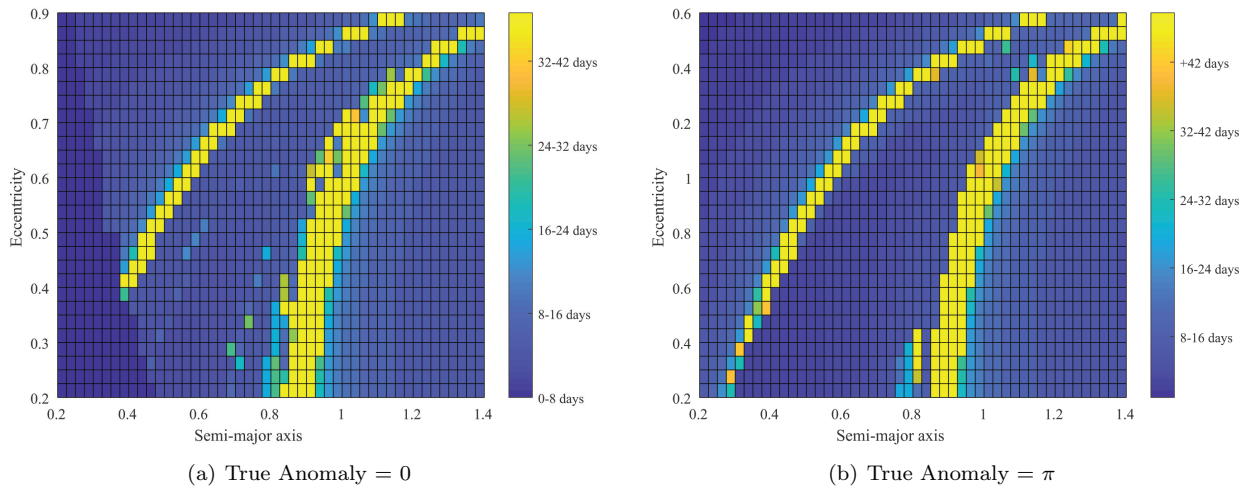 0.9
0.8
0.7
0.6
0.5
0.4
0.3
0.2
Eccentricity
0.2 0.4 0.6 0.8 1 1.2 1.4
Semi-major axis
32-42 days
24-32 days
16-24 days
8-16 days
0-8 days
(a) True Anomaly = 0
0.6
0.4
0.2
1
0.8
0.6
0.4
0.2
Eccentricity
0.2 0.4 0.6 0.8 1 1.2 1.4
Semi-major axis
+42 days
32-42 days
24-32 days
16-24 days
8-16 days
(b) True Anomaly = π